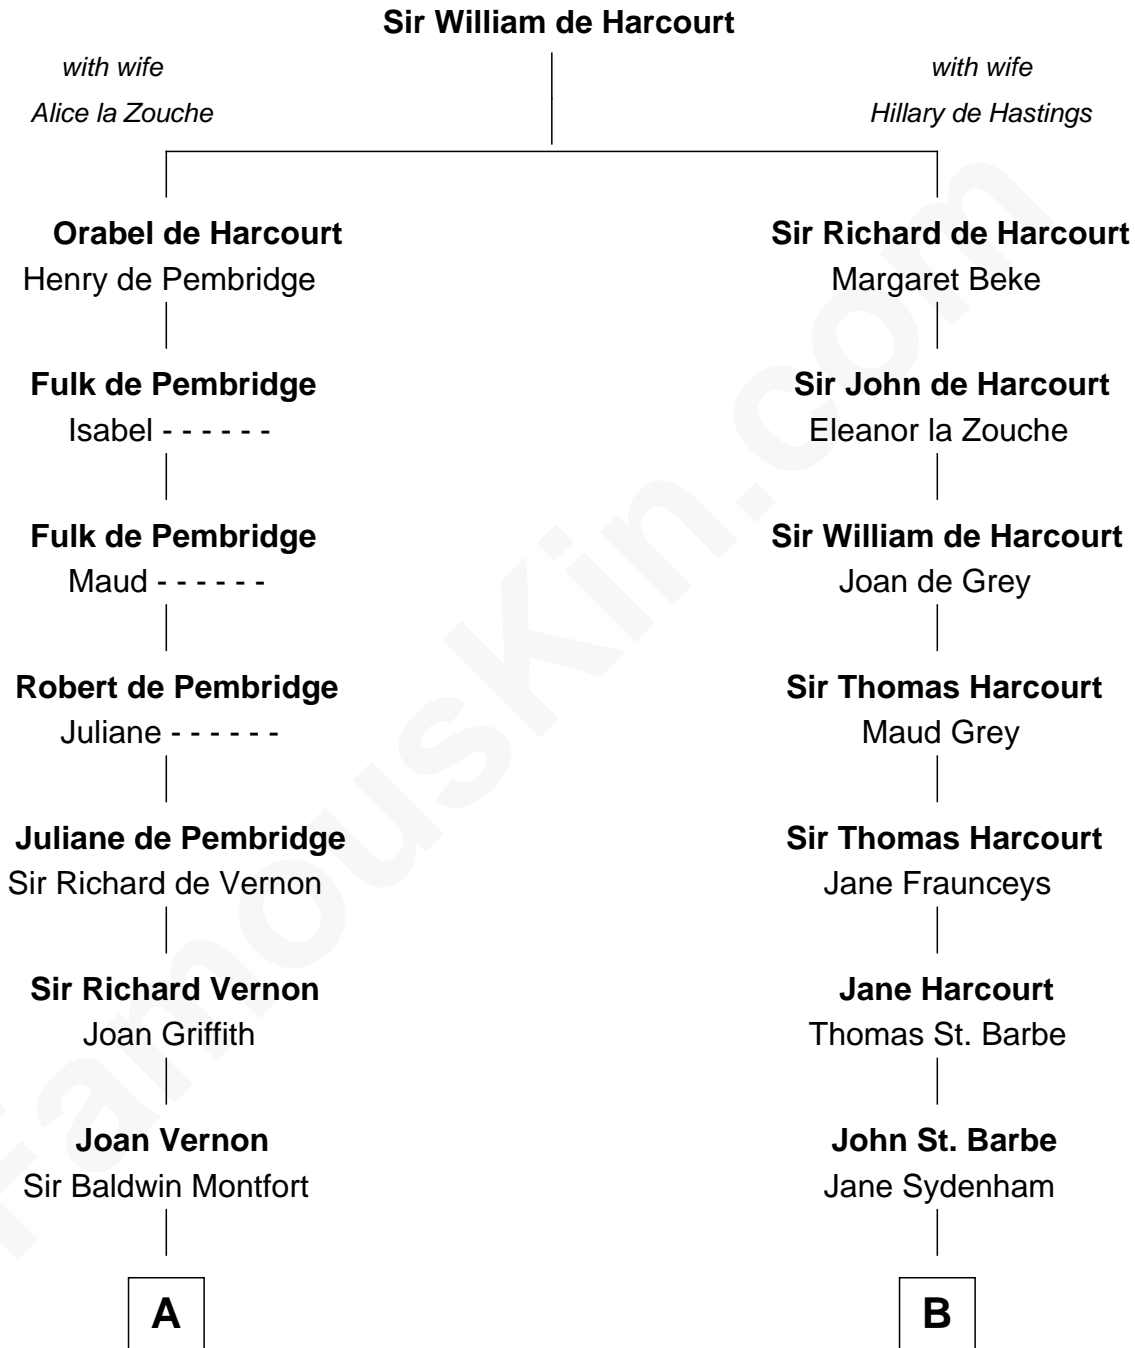 Sir William de Harcourt
with wife
Alice la Zouche
with wife
Hillary de Hastings
Orabel de Harcourt
Henry de Pembridge
Fulk de Pembridge
Isabel - - - - - -
Fulk de Pembridge
Maud - - - - - -
Robert de Pembridge
Juliane - - - - - -
Juliane de Pembridge
Sir Richard de Vernon
Sir Richard Vernon
Joan Griffith
Joan Vernon
Sir Baldwin Montfort
A
Sir Richard de Harcourt
Margaret Beke
Sir John de Harcourt
Eleanor la Zouche
Sir William de Harcourt
Joan de Grey
Sir Thomas Harcourt
Maud Grey
Sir Thomas Harcourt
Jane Fraunceys
Jane Harcourt
Thomas St. Barbe
John St. Barbe
Jane Sydenham
B
FamousKin.com